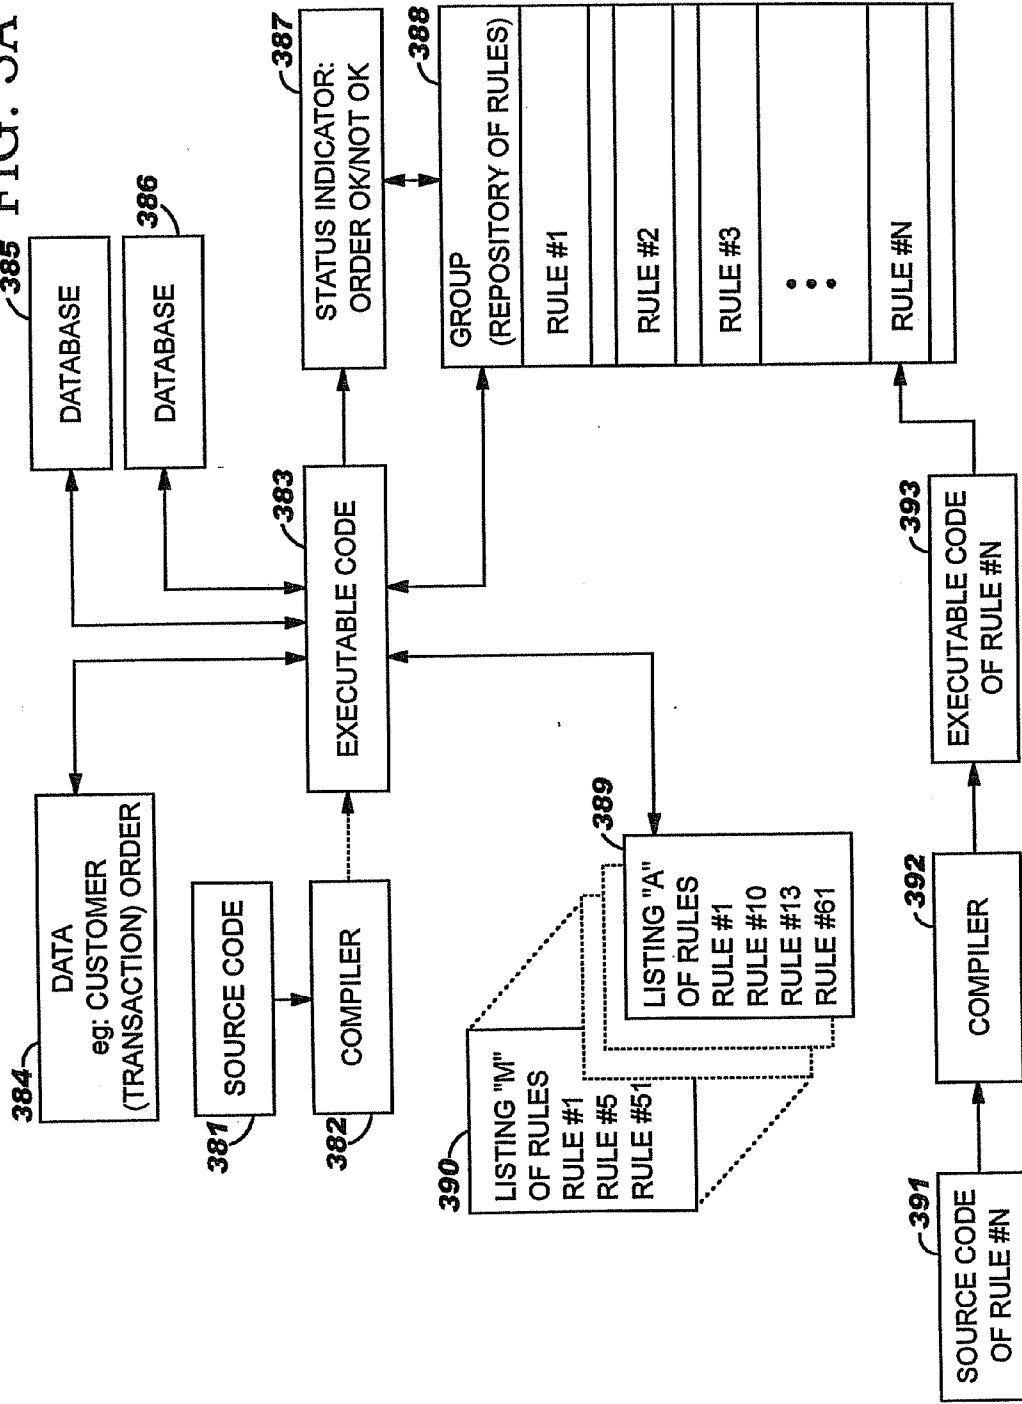 FIG. 3A
384
DATA
eg: CUSTOMER
(TRANSACTION) ORDER
385
DATABASE
386
DATABASE
381
SOURCE CODE
382
COMPILER
383
EXECUTABLE CODE
387
STATUS INDICATOR:
ORDER OK/NOT OK
388
GROUP
(REPOSITORY OF RULES)
RULE #1
RULE #2
RULE #3
RULE #N
390
LISTING "M"
OF RULES
RULE #1
RULE #5
RULE #51
389
LISTING "A"
OF RULES
RULE #1
RULE #10
RULE #13
RULE #61
391
SOURCE CODE
OF RULE #N
392
COMPILER
393
EXECUTABLE CODE
OF RULE #N